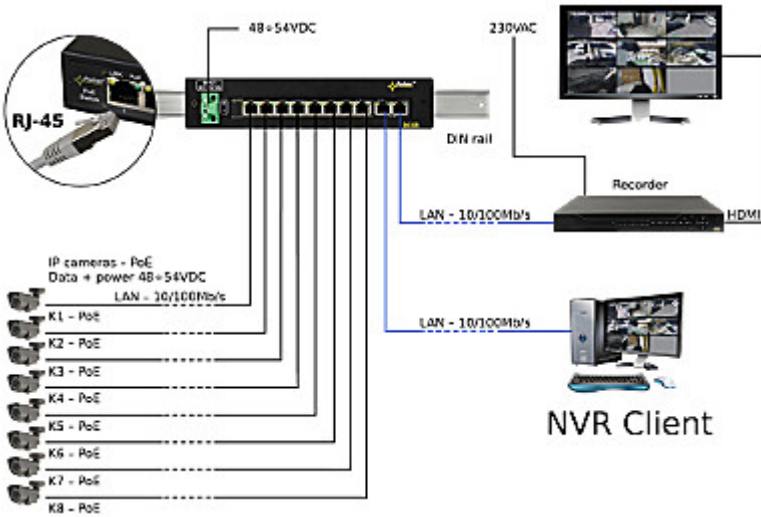 48÷54VDC
230VAC
RJ-45
DIN rail
Recorder
LAN - 10/100Mb/s
HDMI
IP cameras - PoE
Data + power 48÷54VDC
LAN - 10/100Mb/s
K1 - PoE
K2 - PoE
K3 - PoE
K4 - PoE
K5 - PoE
K6 - PoE
K7 - PoE
K8 - PoE
LAN - 10/100Mb/s
NVR Client